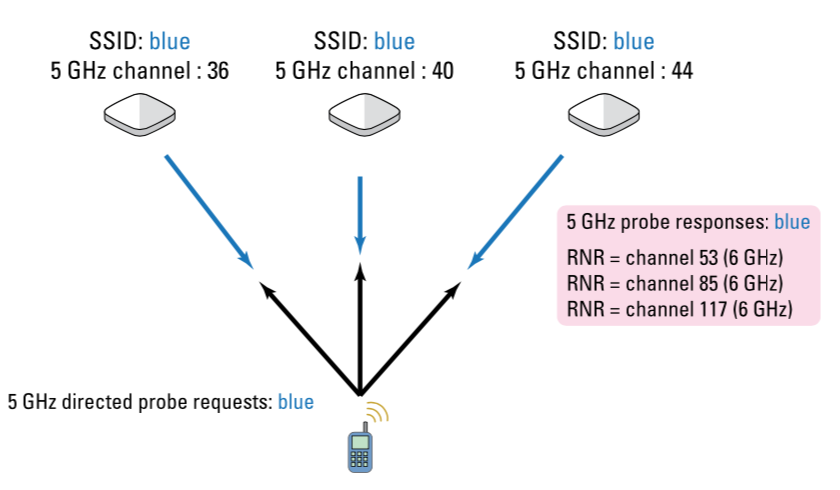 SSID: blue
5 GHz channel : 36
SSID: blue
5 GHz channel : 40
SSID: blue
5 GHz channel : 44
5 GHz probe responses: blue
RNR = channel 53 (6 GHz)
RNR = channel 85 (6 GHz)
RNR = channel 117 (6 GHz)
5 GHz directed probe requests: blue